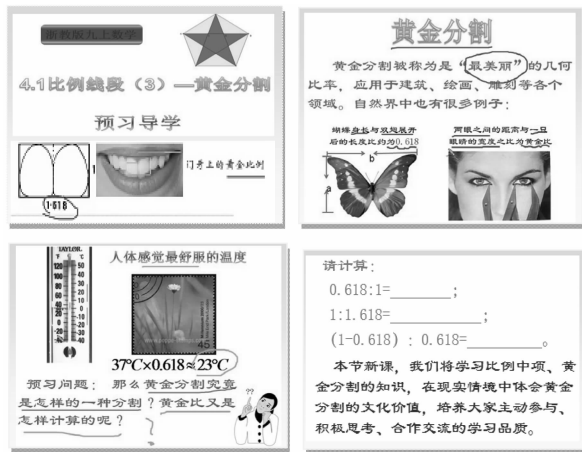 浙教版九上数学
4.1比例线段（3）—黄金分割
预习导学
1
门牙上的黄金比例
1.618
黄金分割
黄金分割被称为是“最美丽”的几何
比率，应用于建筑、绘画、雕刻等各个
领域。自然界中也有很多例子：
蝴蝶身长与双翅展开
后的长度比约为0.618
两眼之间的距离与一只
眼睛的宽度之比为黄金比
b
a
TAYLOR
人体感觉最舒服的温度
37℃×0.618≈23℃
预习问题：那么黄金分割究竟
是怎样的一种分割？黄金比又是
怎样计算的呢？
??
请计算：
0.618:1=________；
1:1.618=____________；
（1-0.618）：0.618=__________。
本节新课，我们将学习比例中项、黄
金分割的知识，在现实情境中体会黄金
分割的文化价值，培养大家主动参与、
积极思考、合作交流的学习品质。